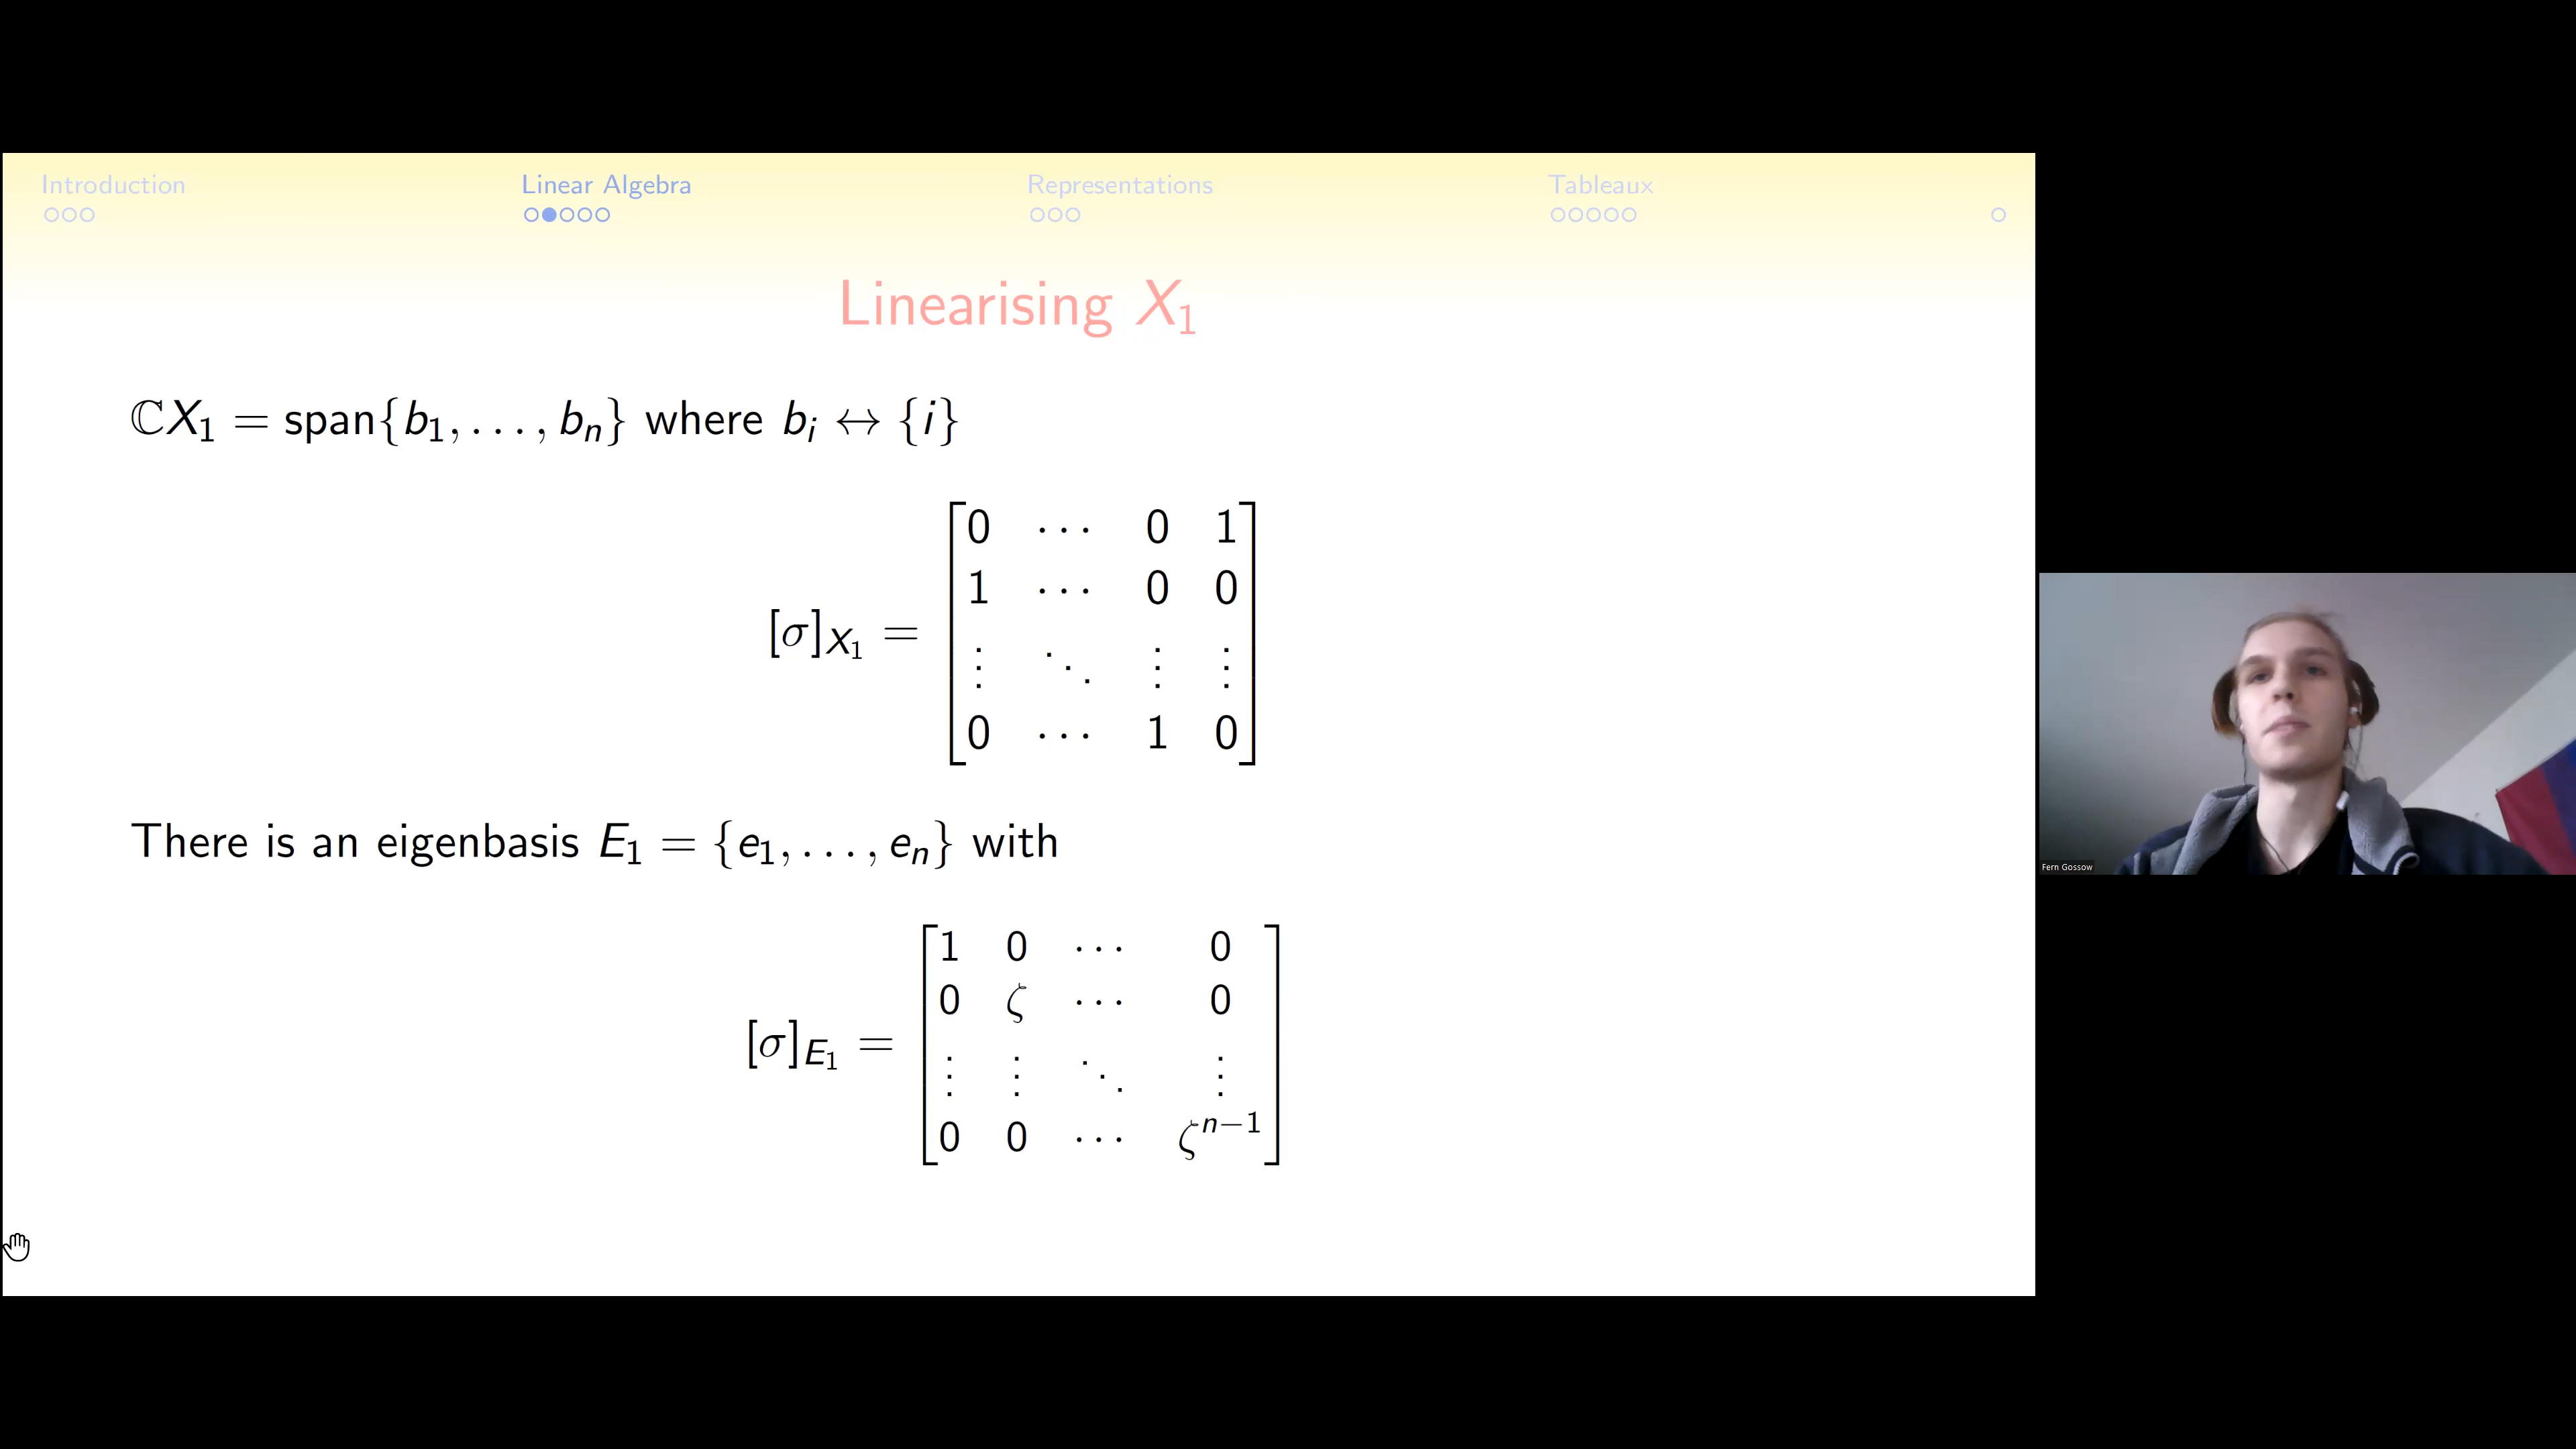 Introduction
Linear Algebra
Representations
Tableaux
Linearising X₁
ℂX₁ = span{b₁, . . . , bₙ} where bᵢ ↔ {i}
[σ]_X₁ =
0 ··· 0 1
1 ··· 0 0
⋮ ⋱ ⋮ ⋮
0 ··· 1 0
There is an eigenbasis E₁ = {e₁, . . . , eₙ} with
[σ]_E₁ =
1 0 ··· 0
0 ζ ··· 0
⋮ ⋮ ⋱ ⋮
0 0 ··· ζⁿ⁻¹
Fern Gossow